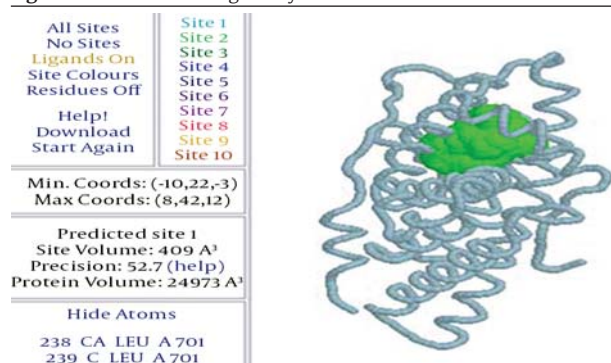 All Sites
No Sites
Ligands On
Site Colours
Residues Off
Help!
Download
Start Again
Site 1
Site 2
Site 3
Site 4
Site 5
Site 6
Site 7
Site 8
Site 9
Site 10
Min. Coords: (-10,22,-3)
Max Coords: (8,42,12)
Predicted site 1
Site Volume: 409 A³
Precision: 52.7 (help)
Protein Volume: 24973 A³
Hide Atoms
238 CA LEU A 701
239 C LEU A 701